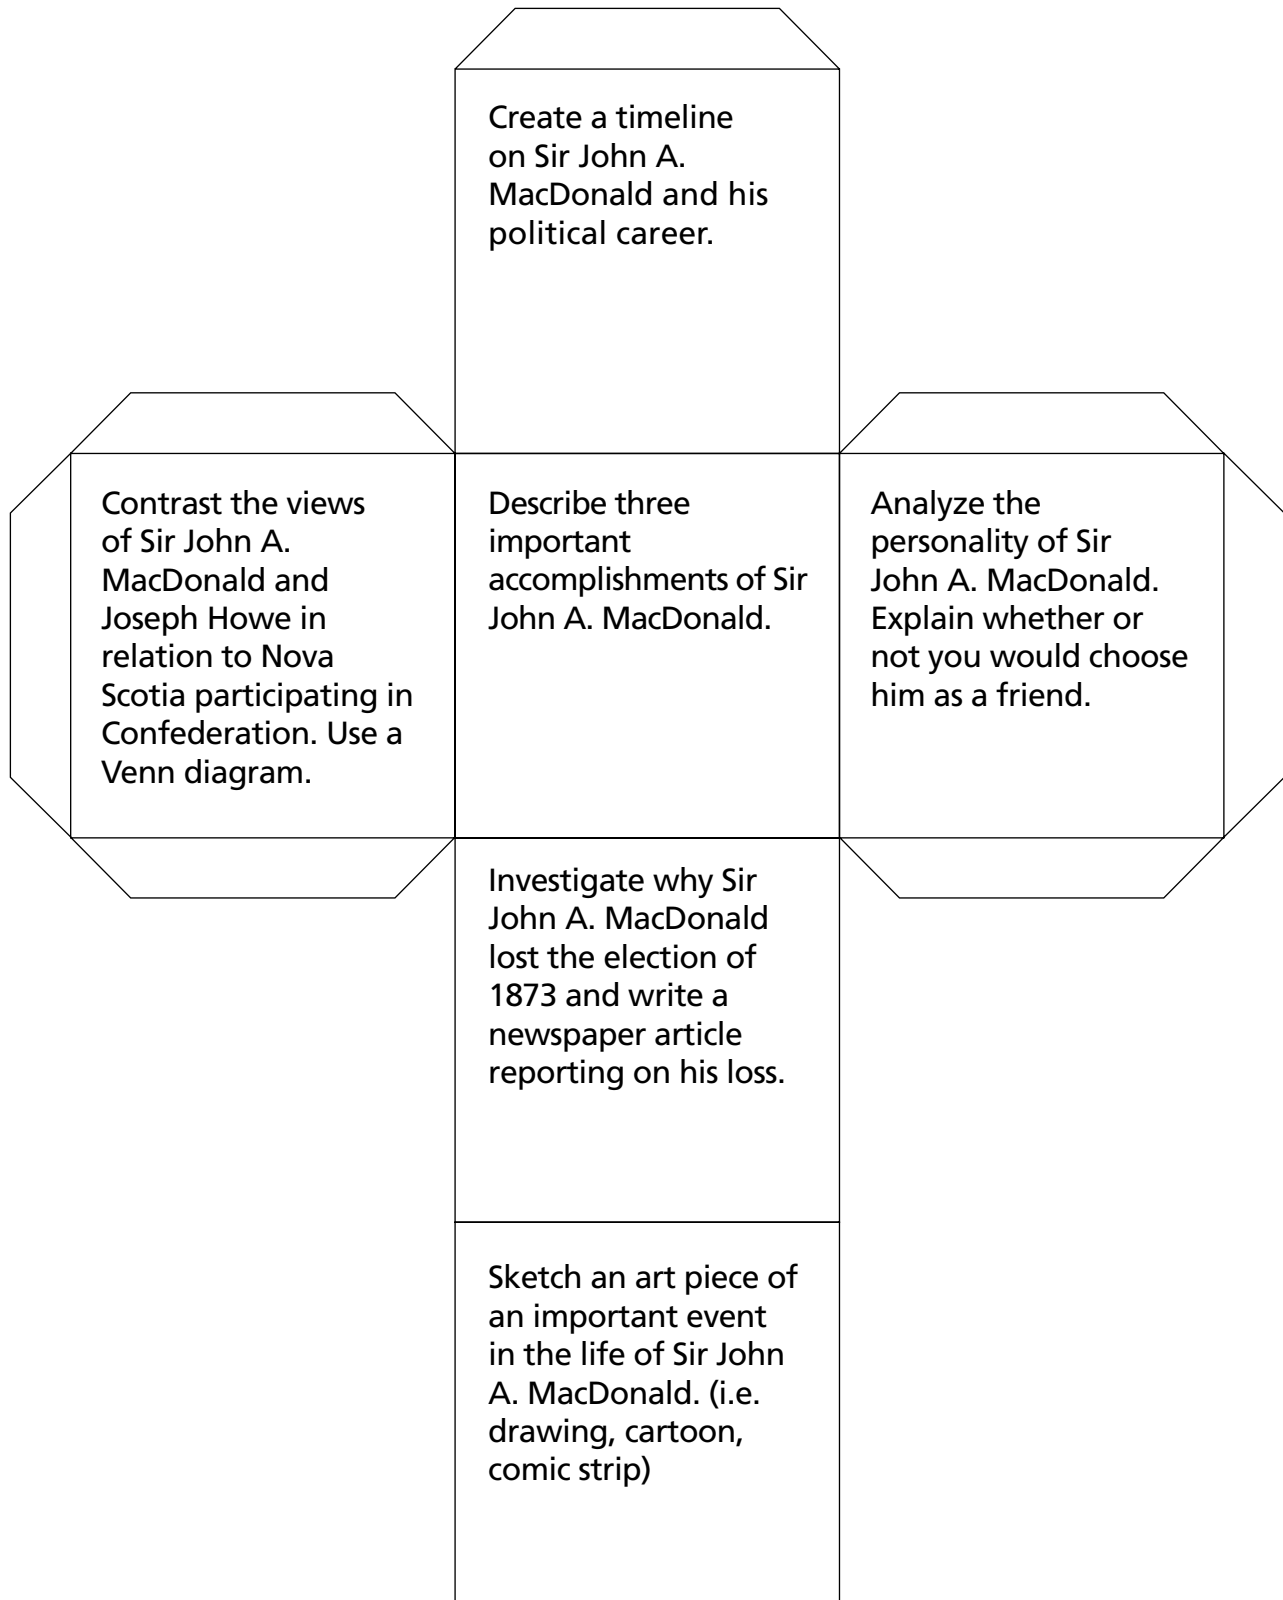 Create a timeline
on Sir John A.
MacDonald and his
political career.
Contrast the views
of Sir John A.
MacDonald and
Joseph Howe in
relation to Nova
Scotia participating in
Confederation. Use a
Venn diagram.
Describe three
important
accomplishments of Sir
John A. MacDonald.
Analyze the
personality of Sir
John A. MacDonald.
Explain whether or
not you would choose
him as a friend.
Investigate why Sir
John A. MacDonald
lost the election of
1873 and write a
newspaper article
reporting on his loss.
Sketch an art piece of
an important event
in the life of Sir John
A. MacDonald. (i.e.
drawing, cartoon,
comic strip)